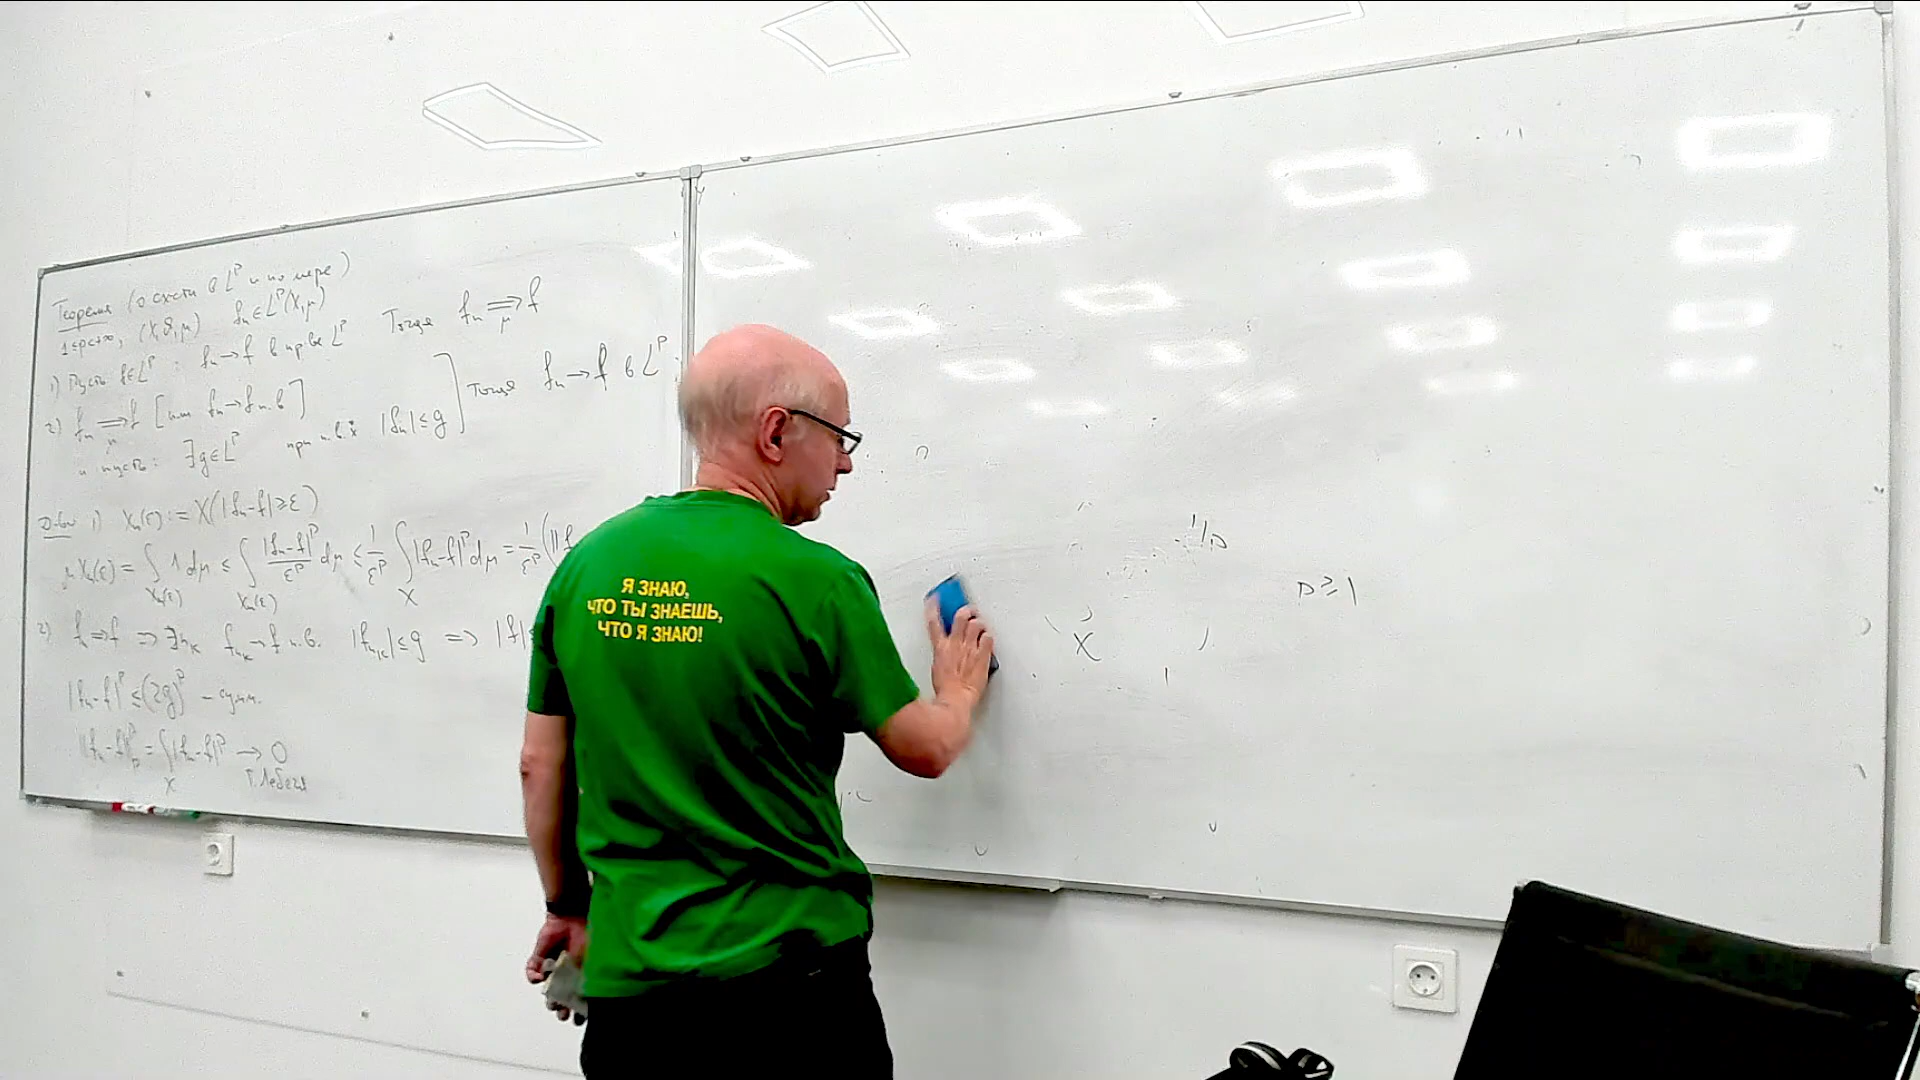 Теорема (о сх-сти в L^p и по мере)
1≤p<+∞, (X, 𝔄, μ) f_n ∈ L^p(X, μ)
1) Пусть f∈L^p : f_n→f в пр-ве L^p Тогда f_n ⇒_μ f
2) f_n ⇒_μ f [или f_n→f п.в.] Тогда f_n→f в L^p
и пусть: ∃g∈L^p при п.в. x |f_n| ≤ g
Д-во 1) X_n(ε) := X(|f_n-f|≥ε)
μX_n(ε) = ∫_{X_n(ε)} 1 dμ ≤ ∫_{X_n(ε)} |f_n-f|^p/ε^p dμ ≤ 1/ε^p ∫_X |f_n-f|^p dμ = 1/ε^p (||f
2) f_n ⇒ f ⇒ ∃n_k f_{n_k}→f п.в. |f_{n_k}| ≤ g ⇒ |f| ≤
|f_n-f|^p ≤ (2g)^p - сумм.
||f_n-f||_p^p = ∫_X |f_n-f|^p → 0
т. Лебега
Я ЗНАЮ,
ЧТО ТЫ ЗНАЕШЬ,
ЧТО Я ЗНАЮ!
1/p
p ≥ 1
X